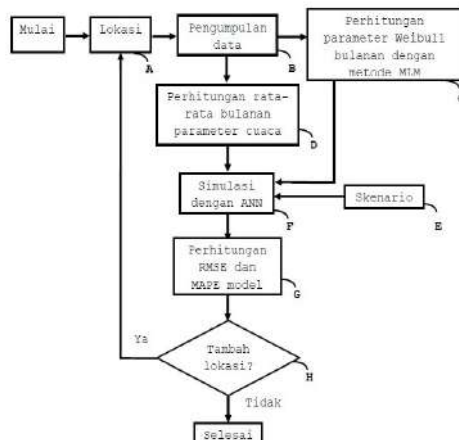 Mulai
Lokasi
A
Pengumpulan
data
B
Perhitungan
parameter Weibull
bulanan dengan
metode MLM
Perhitungan rata-
rata bulanan
parameter cuaca
D
Simulasi
dengan ANN
F
Skenario
E
Perhitungan
RMSE dan
MAPE model
G
Tambah
lokasi?
H
Ya
Tidak
Selesai